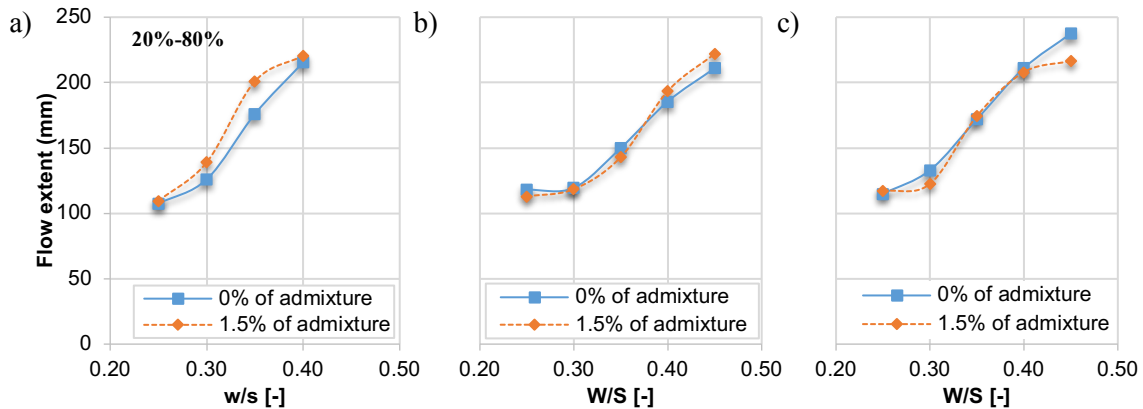 a)
b)
c)
20%-80%
Flow extent (mm)
250
200
150
100
50
0
0% of admixture
1.5% of admixture
0.20 0.30 0.40 0.50
w/s [-]
0% of admixture
1.5% of admixture
0.20 0.30 0.40 0.50
W/S [-]
0% of admixture
1.5% of admixture
0.20 0.30 0.40 0.50
W/S [-]